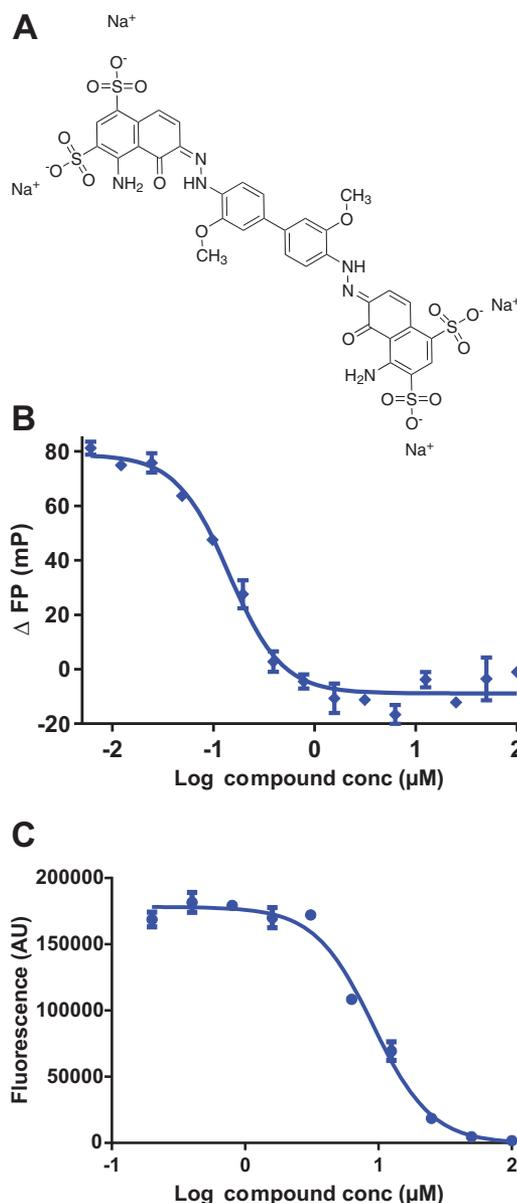 A
Na⁺
O⁻
O=S=O
O
S
⁻O
O
Na⁺
NH₂
O
N
HN
O
CH₃
CH₃
O
NH
N
O
H₂N
O
S
O⁻
O
Na⁺
O=S=O
O⁻
Na⁺
B
80
60
40
20
0
-20
Δ FP (mP)
-2 -1 0 1 2
Log compound conc (µM)
C
200000
150000
100000
50000
0
Fluorescence (AU)
-1 0 1 2
Log compound conc (µM)